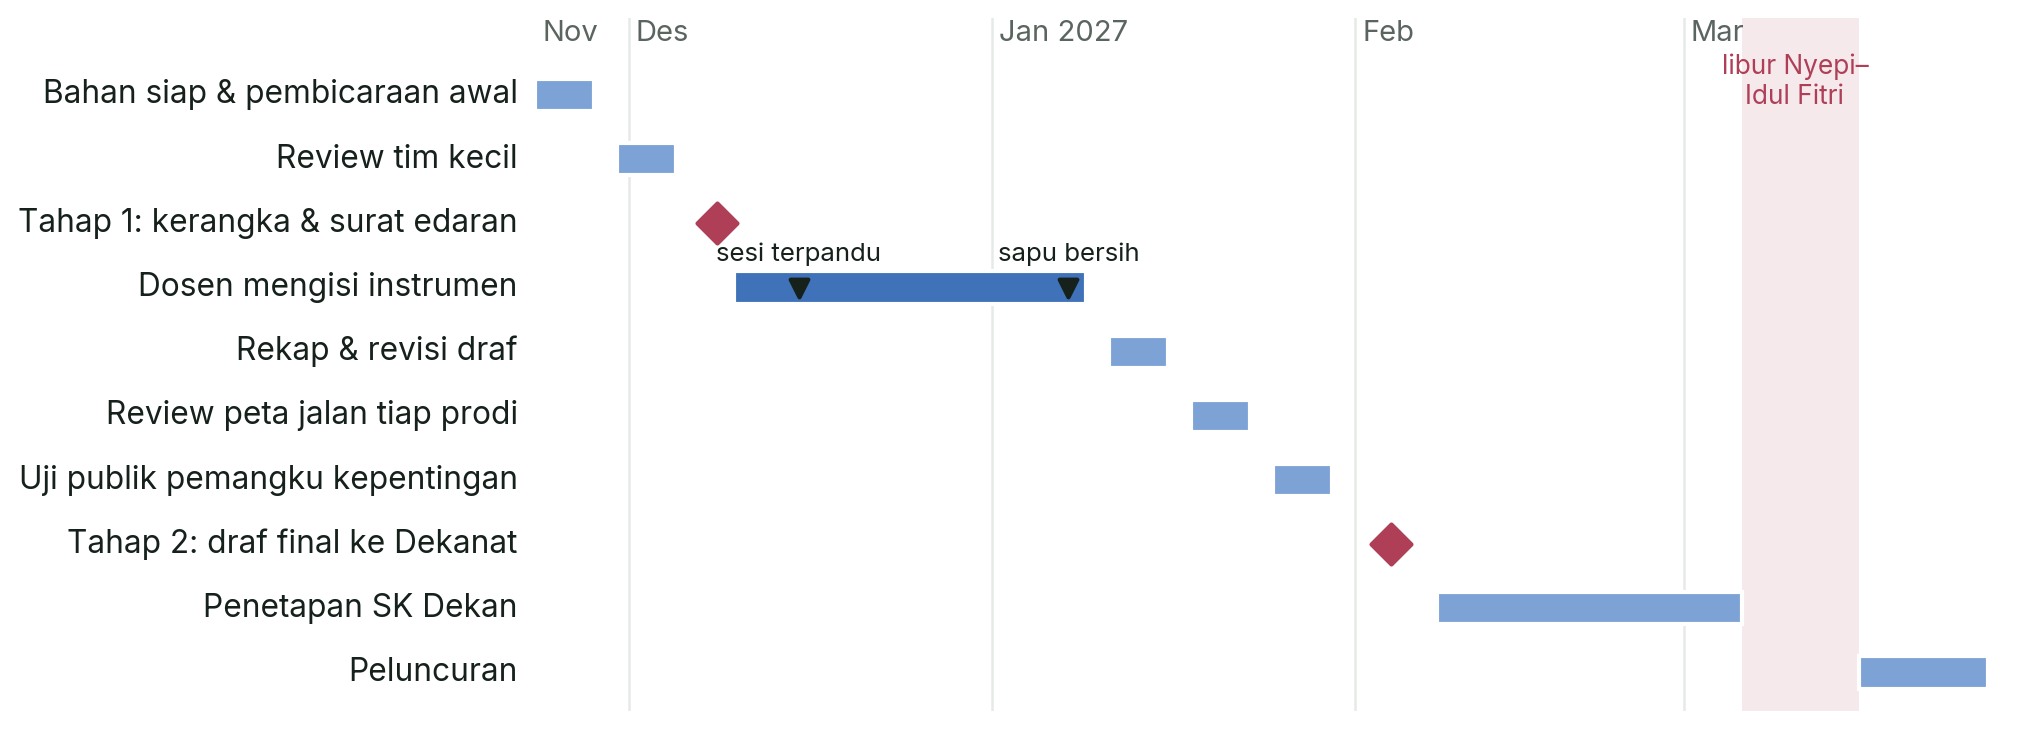 Nov Des Jan 2027 Feb Mar
libur Nyepi–
Idul Fitri
Bahan siap & pembicaraan awal
Review tim kecil
Tahap 1: kerangka & surat edaran
sesi terpandu sapu bersih
Dosen mengisi instrumen
Rekap & revisi draf
Review peta jalan tiap prodi
Uji publik pemangku kepentingan
Tahap 2: draf final ke Dekanat
Penetapan SK Dekan
Peluncuran